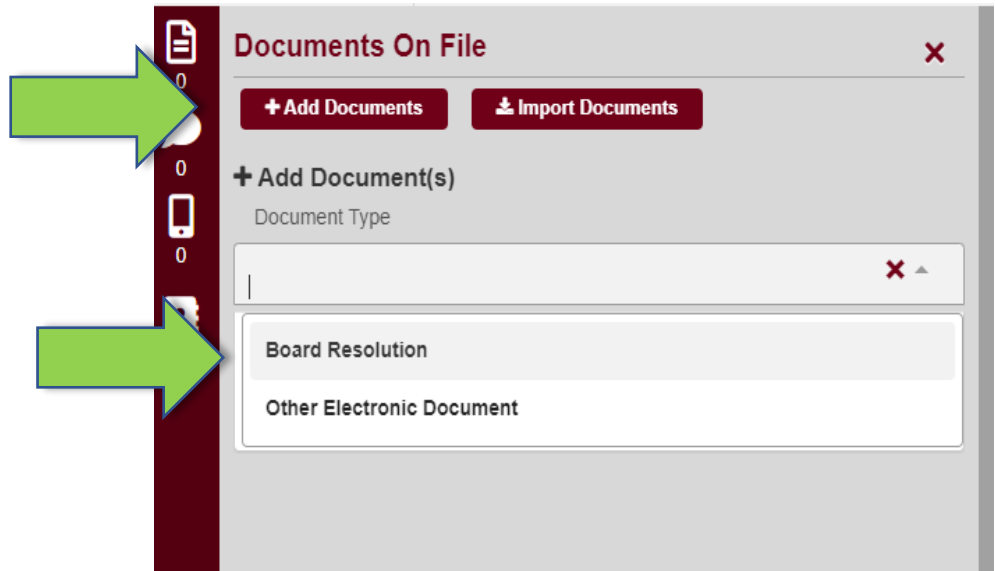 Documents On File
0
+ Add Documents
Import Documents
0
+ Add Document(s)
Document Type
0
Board Resolution
Other Electronic Document